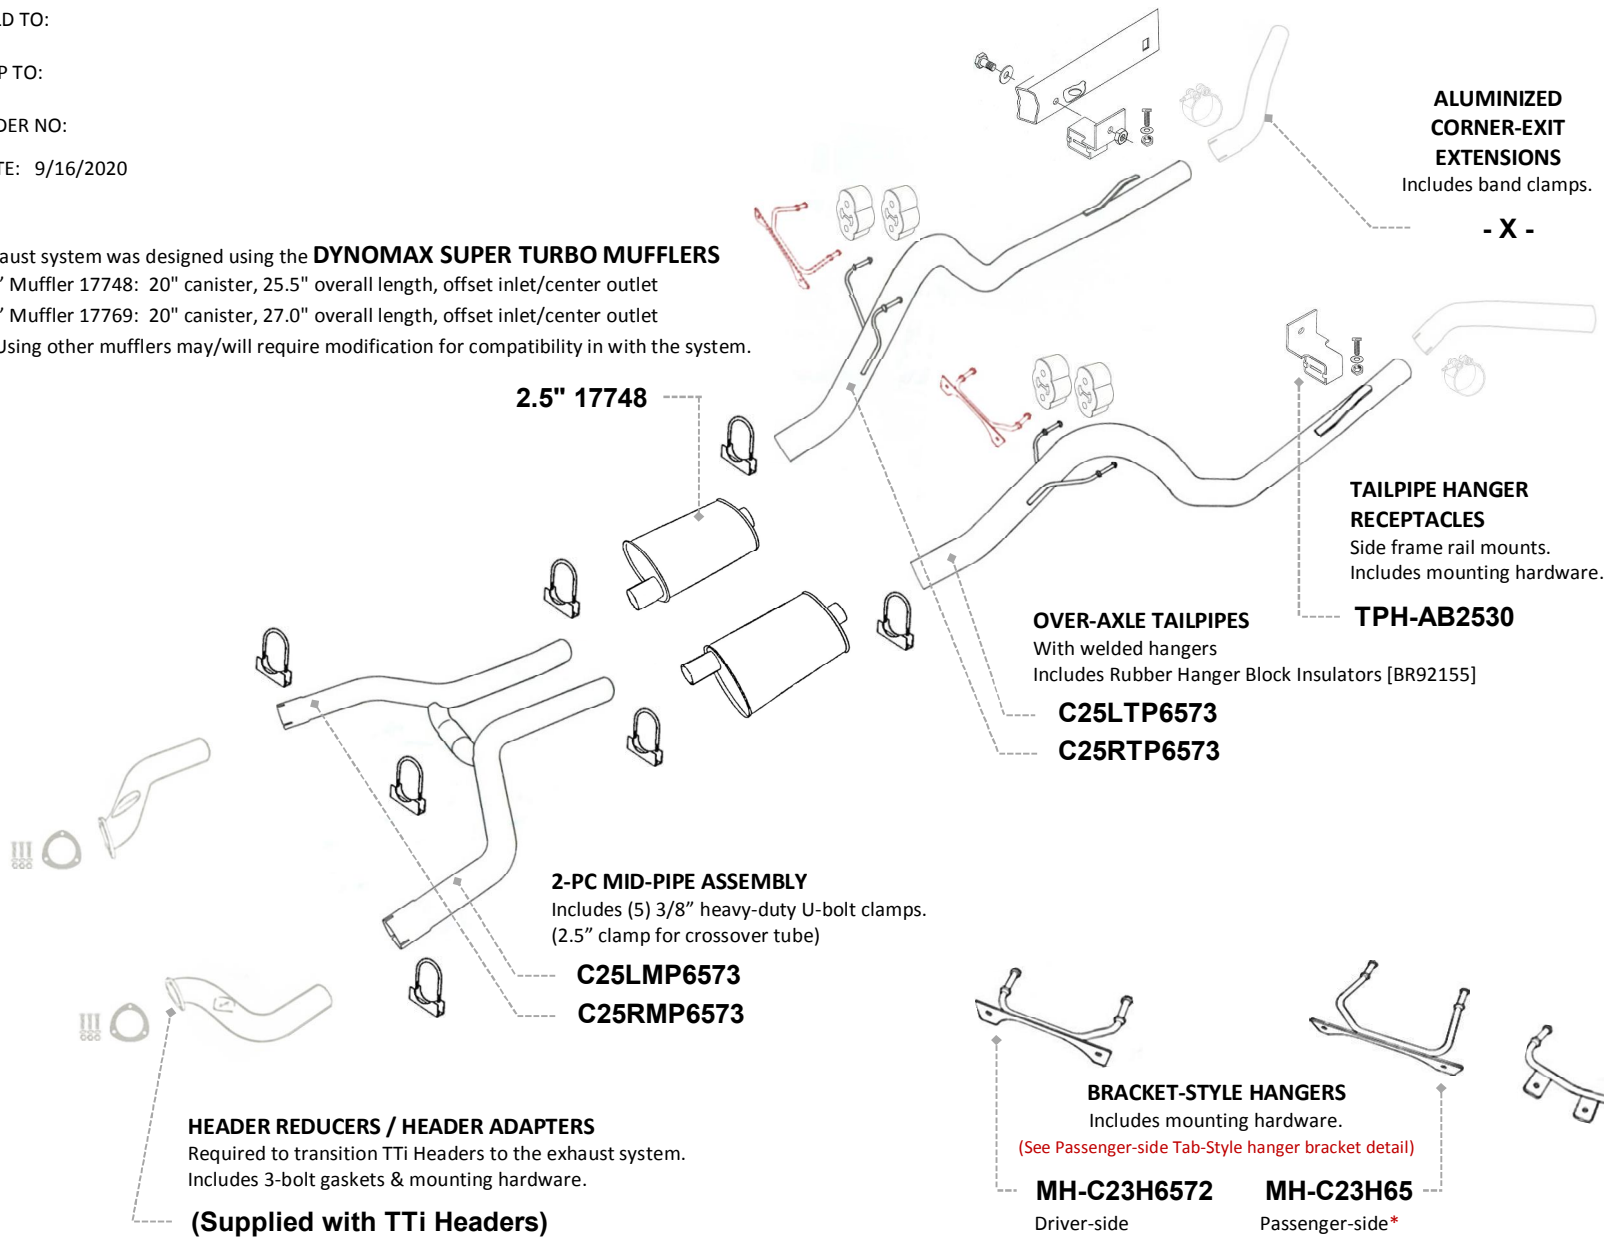 D TO:
P TO:
DER NO:
TE: 9/16/2020
aust system was designed using the DYNOMAX SUPER TURBO MUFFLERS
” Muffler 17748: 20" canister, 25.5" overall length, offset inlet/center outlet
” Muffler 17769: 20" canister, 27.0" overall length, offset inlet/center outlet
Using other mufflers may/will require modification for compatibility in with the system.
2.5" 17748
ALUMINIZED
CORNER-EXIT
EXTENSIONS
Includes band clamps.
- X -
TAILPIPE HANGER
RECEPTACLES
Side frame rail mounts.
Includes mounting hardware.
TPH-AB2530
OVER-AXLE TAILPIPES
With welded hangers
Includes Rubber Hanger Block Insulators [BR92155]
C25LTP6573
C25RTP6573
2-PC MID-PIPE ASSEMBLY
Includes (5) 3/8” heavy-duty U-bolt clamps.
(2.5” clamp for crossover tube)
C25LMP6573
C25RMP6573
HEADER REDUCERS / HEADER ADAPTERS
Required to transition TTi Headers to the exhaust system.
Includes 3-bolt gaskets & mounting hardware.
(Supplied with TTi Headers)
BRACKET-STYLE HANGERS
Includes mounting hardware.
(See Passenger-side Tab-Style hanger bracket detail)
MH-C23H6572
Driver-side
MH-C23H65
Passenger-side*